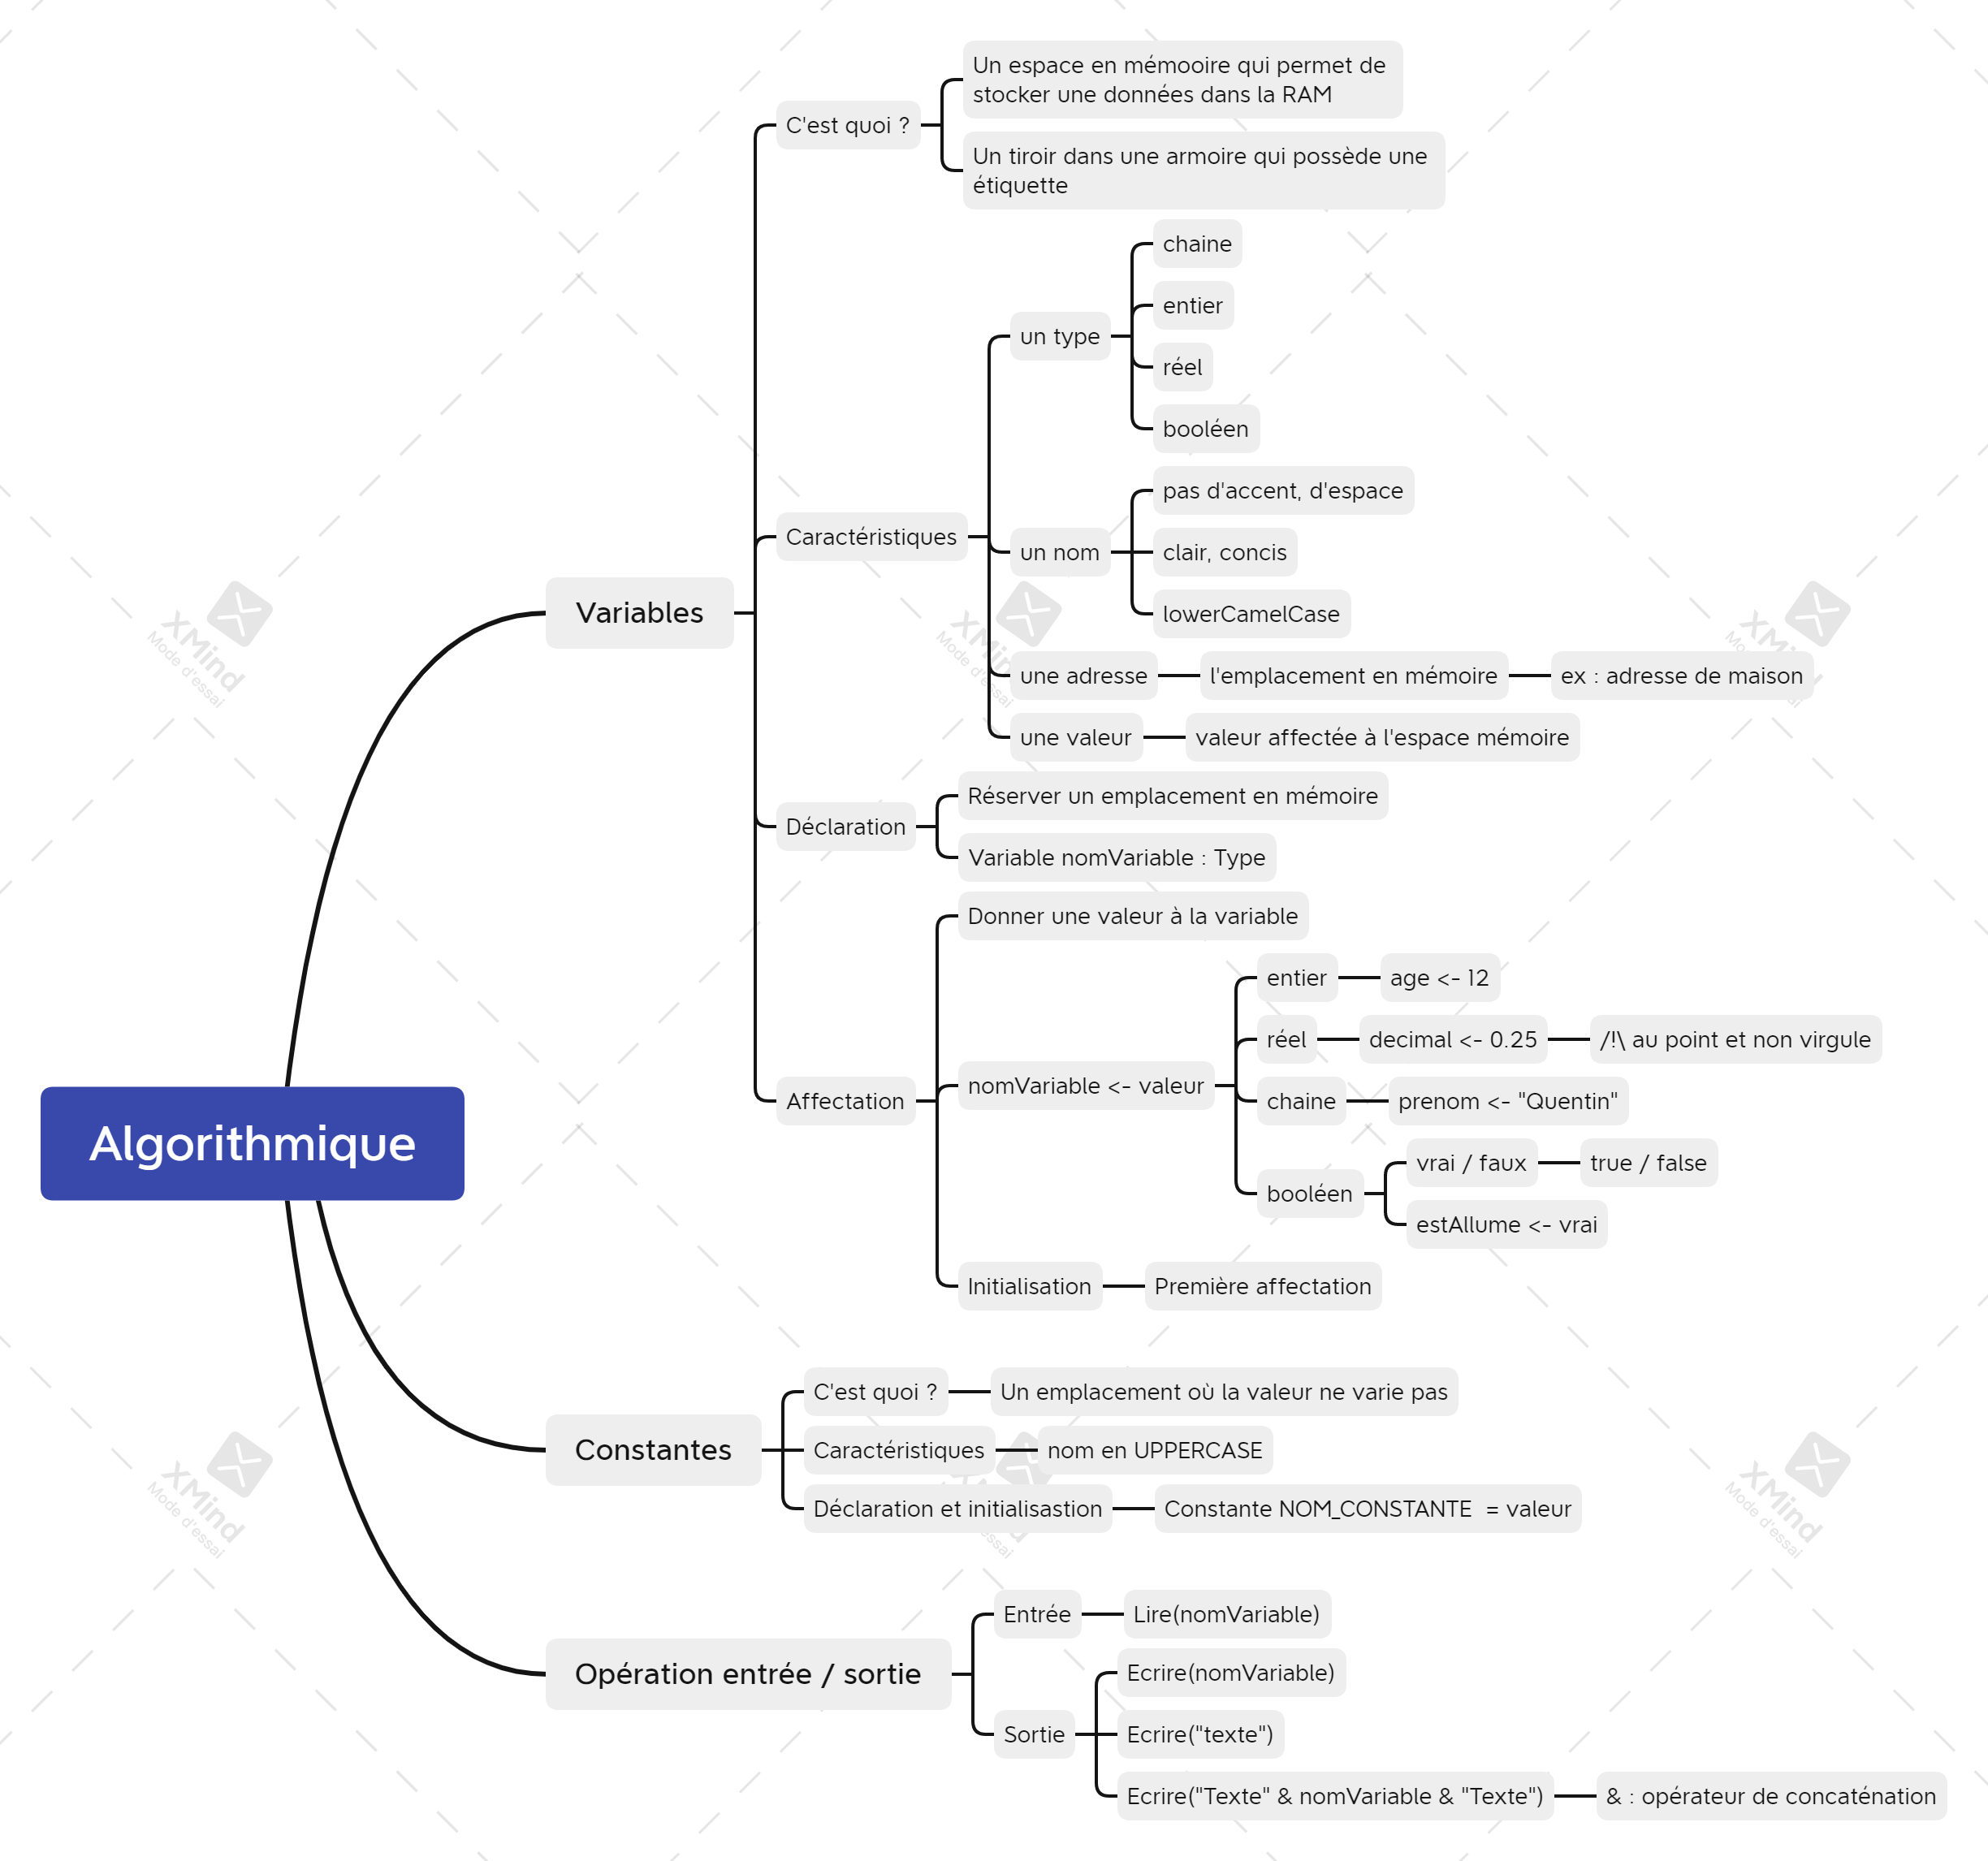 Un espace en mémooire qui permet de
stocker une données dans la RAM
C'est quoi ?
Un tiroir dans une armoire qui possède une
étiquette
chaine
entier
un type
réel
booléen
pas d'accent, d'espace
Caractéristiques
un nom
clair, concis
Variables
lowerCamelCase
une adresse
l'emplacement en mémoire
ex : adresse de maison
une valeur
valeur affectée à l'espace mémoire
Réserver un emplacement en mémoire
Déclaration
Variable nomVariable : Type
Donner une valeur à la variable
entier
age <- 12
réel
decimal <- 0.25
/!\ au point et non virgule
nomVariable <- valeur
Affectation
chaine
prenom <- "Quentin"
Algorithmique
vrai / faux
true / false
booléen
estAllume <- vrai
Initialisation
Première affectation
C'est quoi ?
Un emplacement où la valeur ne varie pas
Constantes
Caractéristiques
nom en UPPERCASE
Déclaration et initialisastion
Constante NOM_CONSTANTE  = valeur
Entrée
Lire(nomVariable)
Opération entrée / sortie
Ecrire(nomVariable)
Sortie
Ecrire("texte")
Ecrire("Texte" & nomVariable & "Texte")
& : opérateur de concaténation
XMind
Mode d'essai
XMind
Mode d'essai
XMind
Mode d'essai